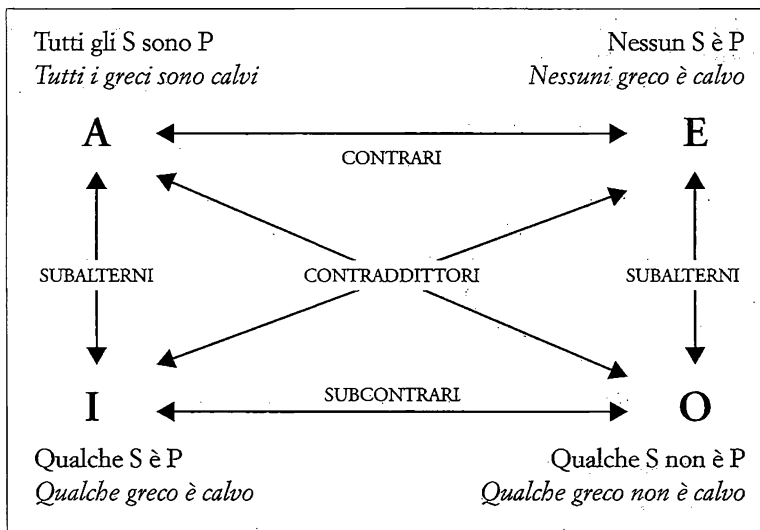 Tutti gli S sono P
Nessun S è P
Tutti i greci sono calvi
Nessuni greco è calvo
A
E
CONTRARI
SUBALTERNI
CONTRADDITTORI
SUBALTERNI
SUBCONTRARI
I
O
Qualche S è P
Qualche S non è P
Qualche greco è calvo
Qualche greco non è calvo